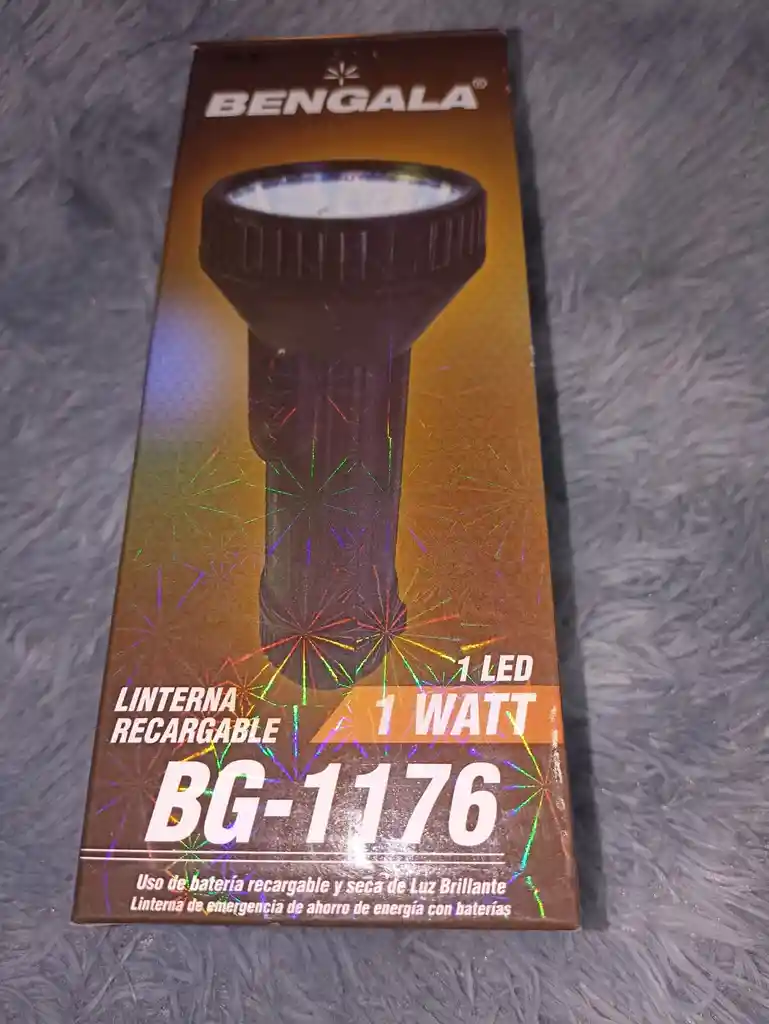 BENGALA®
1 LED
LINTERNA
RECARGABLE
1 WATT
BG-1176
Uso de batería recargable y seca de Luz Brillante
Linterna de emergencia de ahorro de energía con baterías